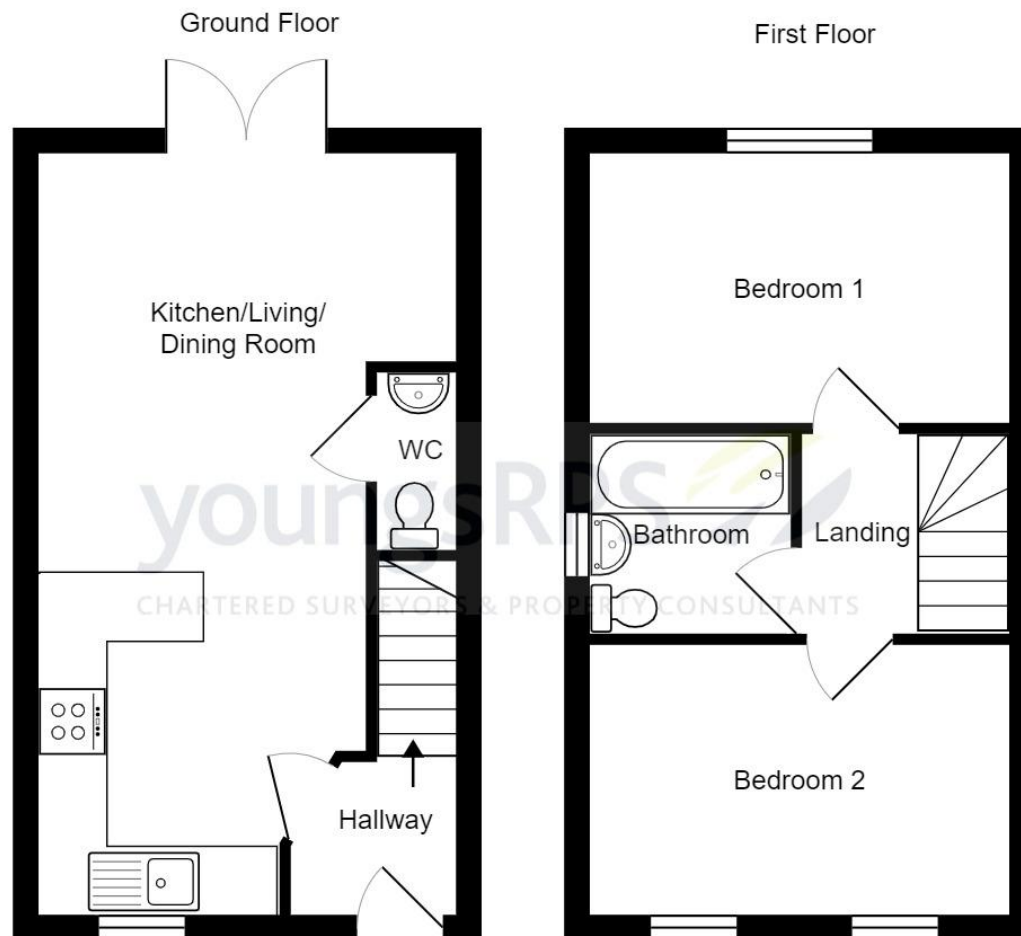 Ground Floor
First Floor
Kitchen/Living/
Dining Room
Bedroom 1
WC
youngsRPS
Bathroom
Landing
CHARTERED SURVEYORS & PROPERTY CONSULTANTS
Bedroom 2
Hallway